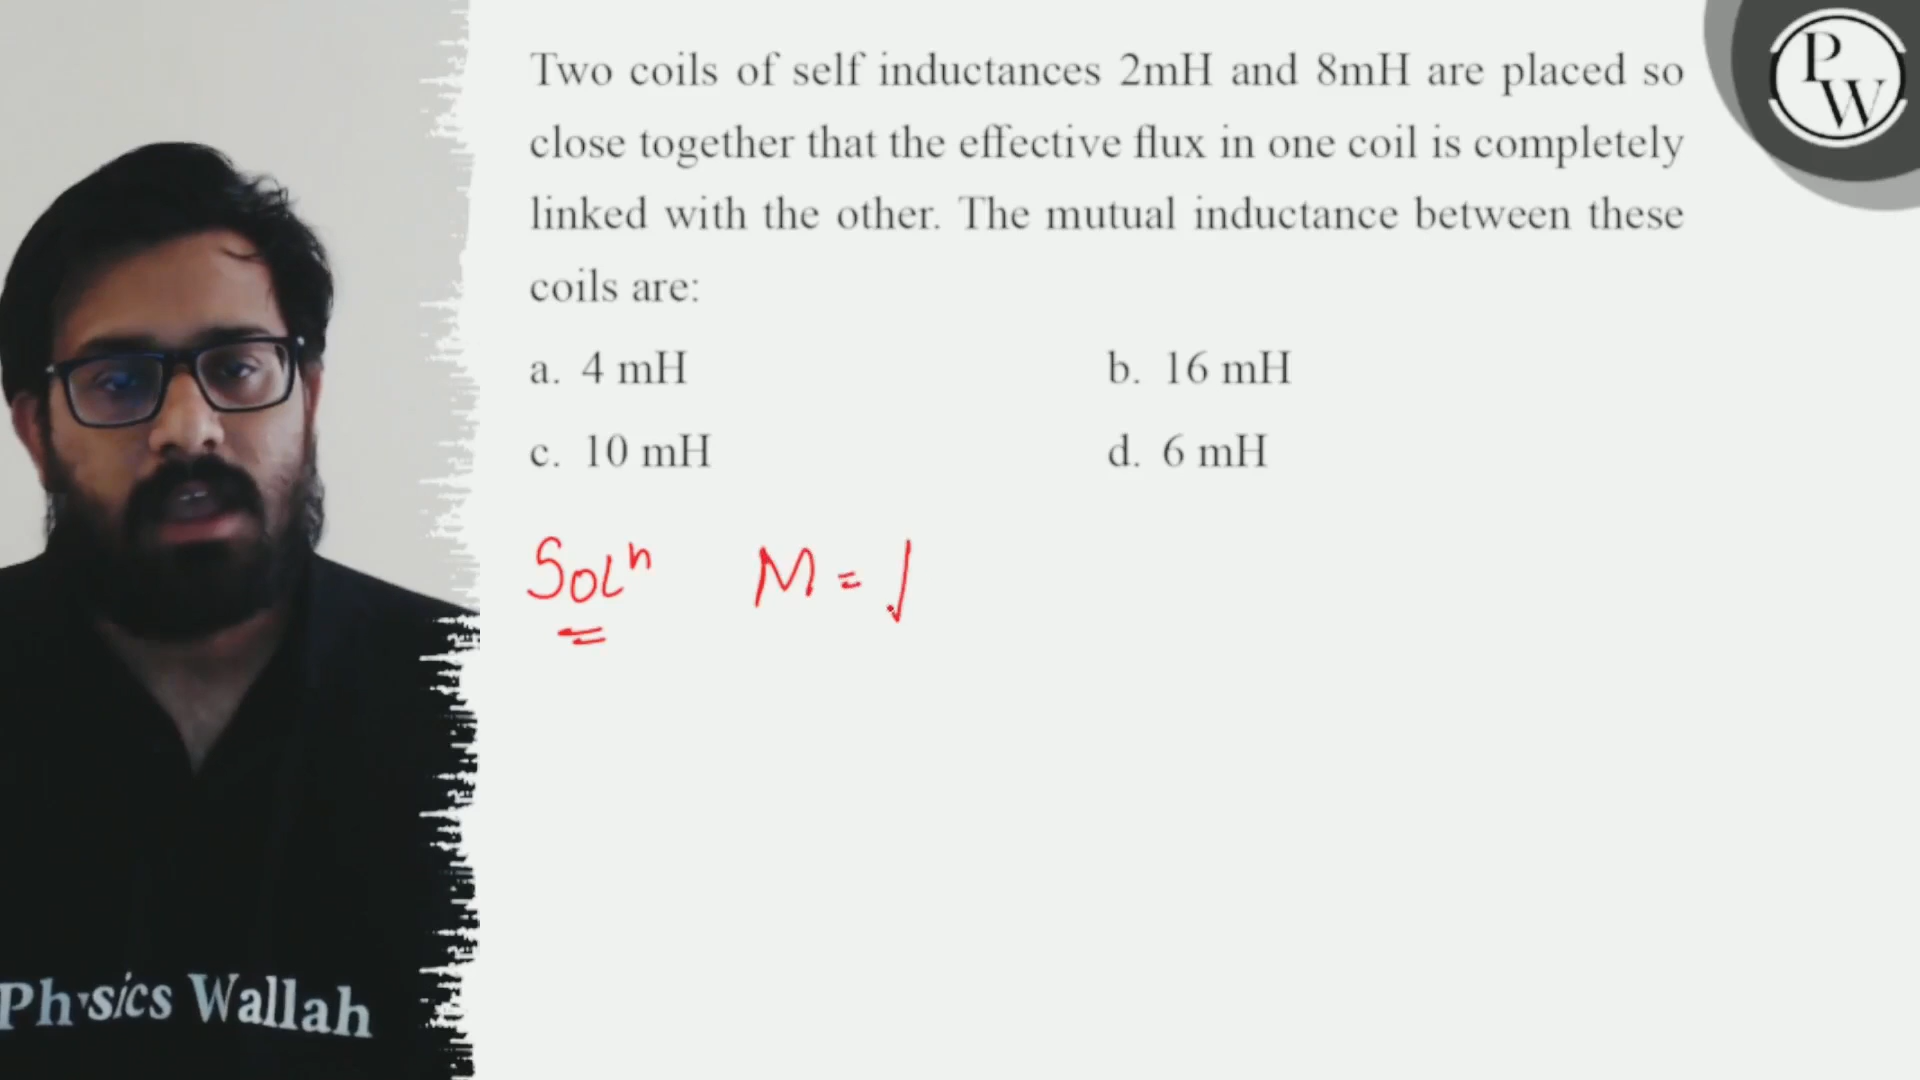 Two coils of self inductances 2mH and 8mH are placed so
close together that the effective flux in one coil is completely
linked with the other. The mutual inductance between these
coils are:
a. 4 mH b. 16 mH
c. 10 mH d. 6 mH
Solⁿ M = √
PW
Physics Wallah